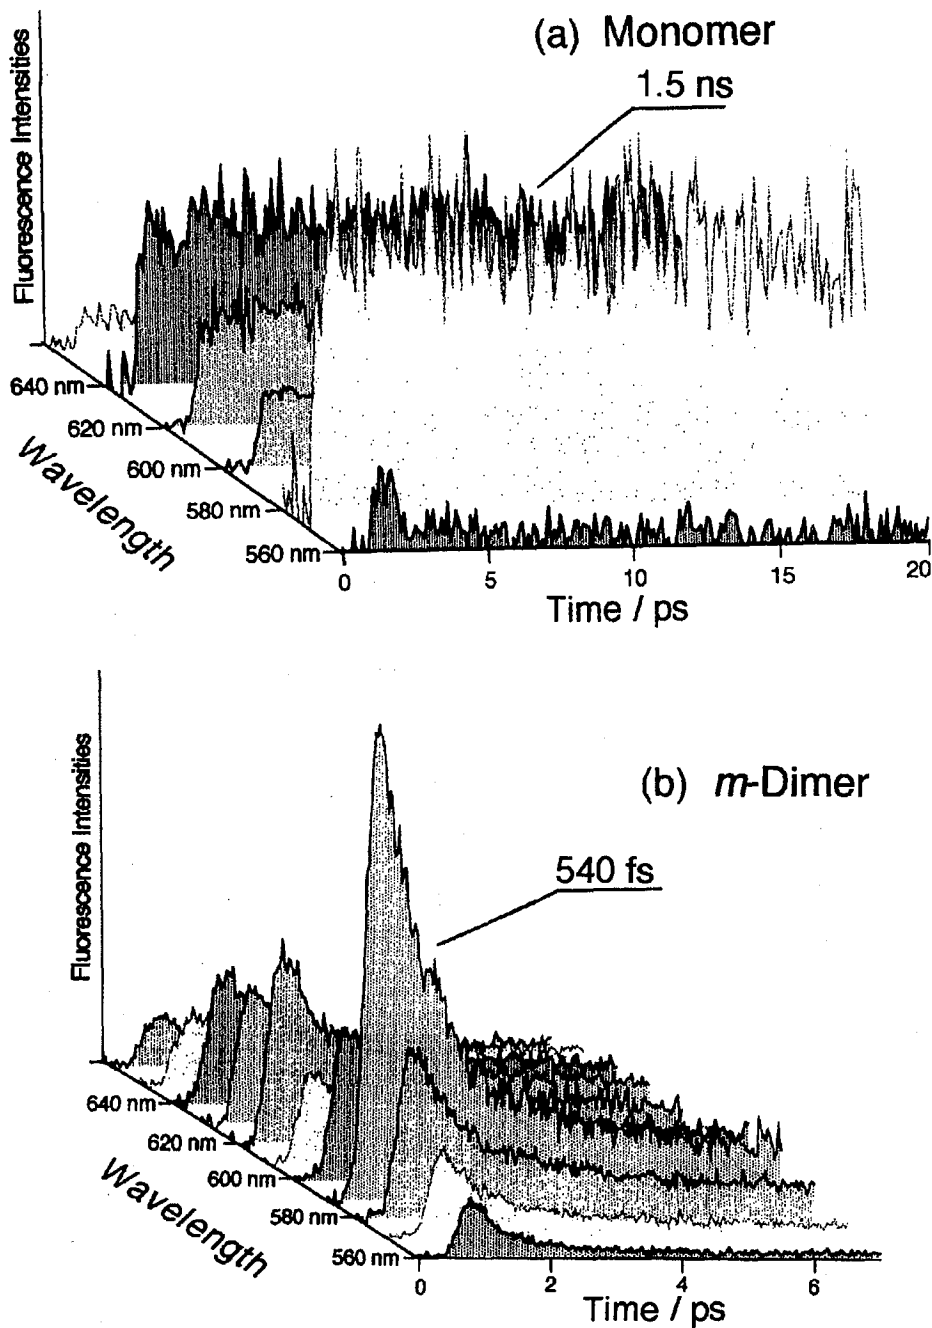 (a) Monomer
1.5 ns
Fluorescence Intensities
640 nm
620 nm
600 nm
580 nm
560 nm
Wavelength
0 5 10 15 20
Time / ps
(b) m-Dimer
540 fs
Fluorescence Intensities
640 nm
620 nm
600 nm
580 nm
560 nm
Wavelength
0 2 4 6
Time / ps